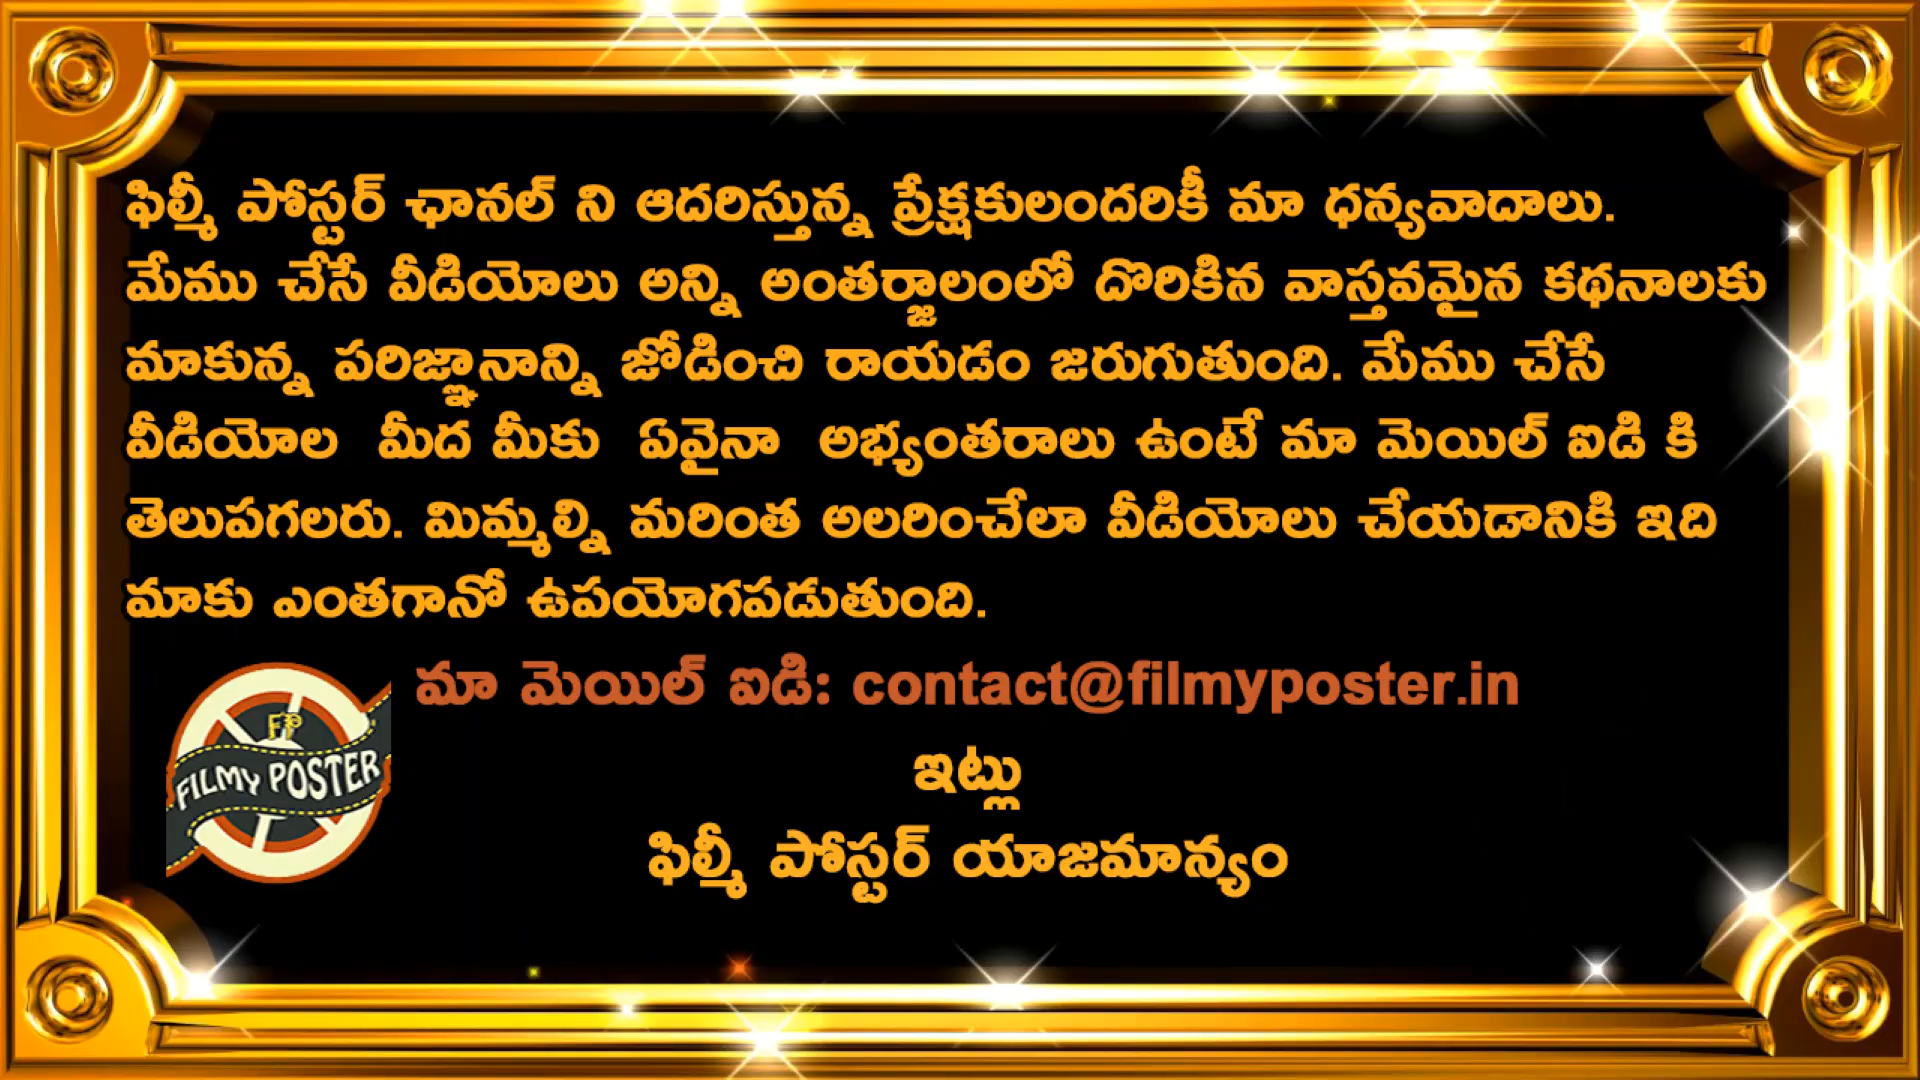 ఫిల్మీ పోస్టర్ ఛానల్ ని ఆదరిస్తున్న ప్రేక్షకులందరికీ మా ధన్యవాదాలు.
మేము చేసే వీడియోలు అన్ని అంతర్జాలంలో దొరికిన వాస్తవమైన కథనాలకు
మాకున్న పరిజ్ఞానాన్ని జోడించి రాయడం జరుగుతుంది. మేము చేసే
వీడియోల మీద మీకు ఏవైనా అభ్యంతరాలు ఉంటే మా మెయిల్ ఐడి కి
తెలుపగలరు. మిమ్మల్ని మరింత అలరించేలా వీడియోలు చేయడానికి ఇది
మాకు ఎంతగానో ఉపయోగపడుతుంది.
మా మెయిల్ ఐడి: contact@filmyposter.in
FP
FILMY POSTER
ఇట్లు
ఫిల్మీ పోస్టర్ యాజమాన్యం